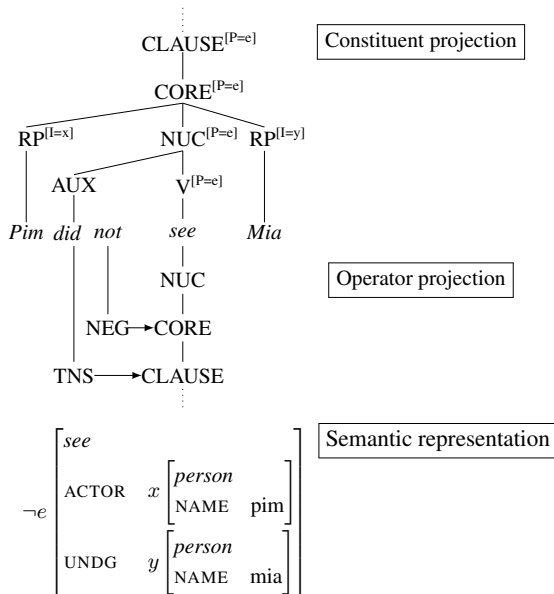 CLAUSE[P=e]
Constituent projection
CORE[P=e]
RP[I=x] NUC[P=e] RP[I=y]
AUX V[P=e]
Pim did not see Mia
NUC
Operator projection
NEG CORE
TNS CLAUSE
Semantic representation
see
ACTOR x person
NAME pim
¬e
UNDG y person
NAME mia